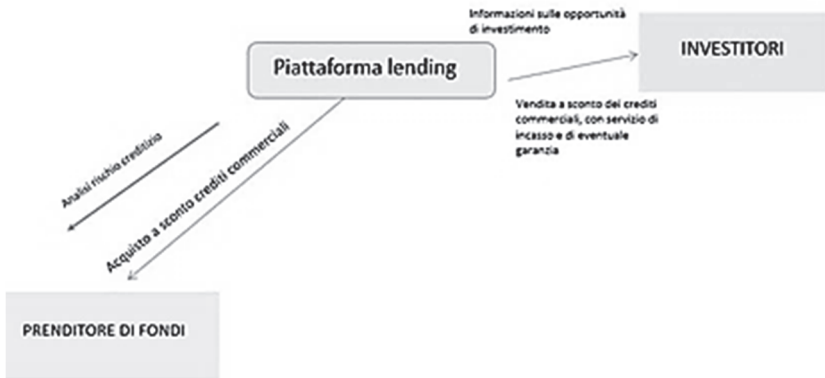 Informazioni sulle opportunità
di investimento
INVESTITORI
Piattaforma lending
Vendita a sconto dei crediti
commerciali, con servizio di
incasso e di eventuale
garanzia
Analisi rischio creditizio
Acquisto a sconto crediti commerciali
PRENDITORE DI FONDI